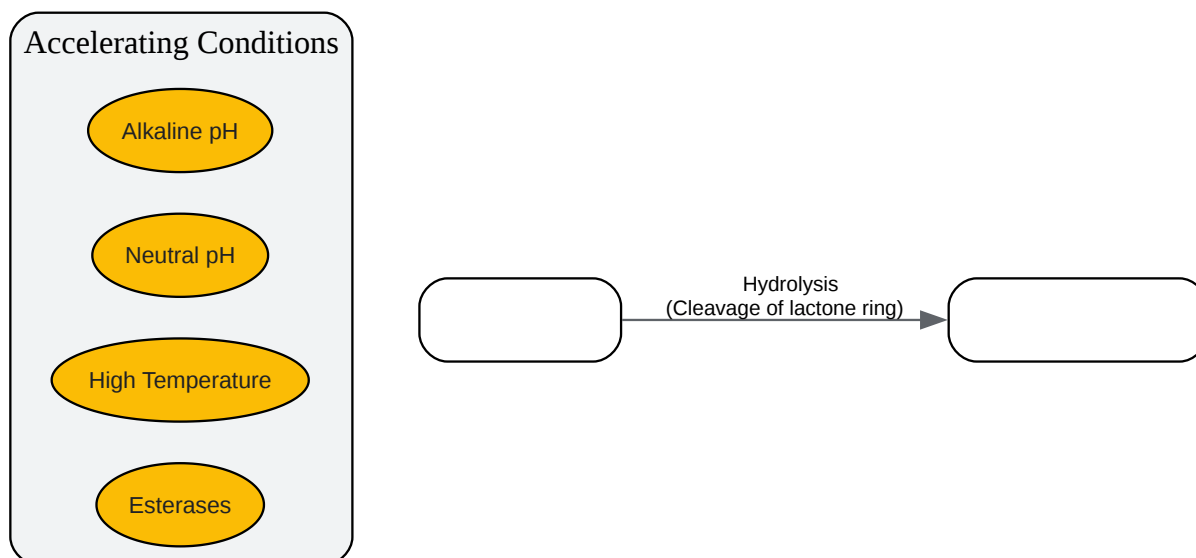 Accelerating Conditions
Alkaline pH
Neutral pH
High Temperature
Esterases
Hydrolysis
(Cleavage of lactone ring)